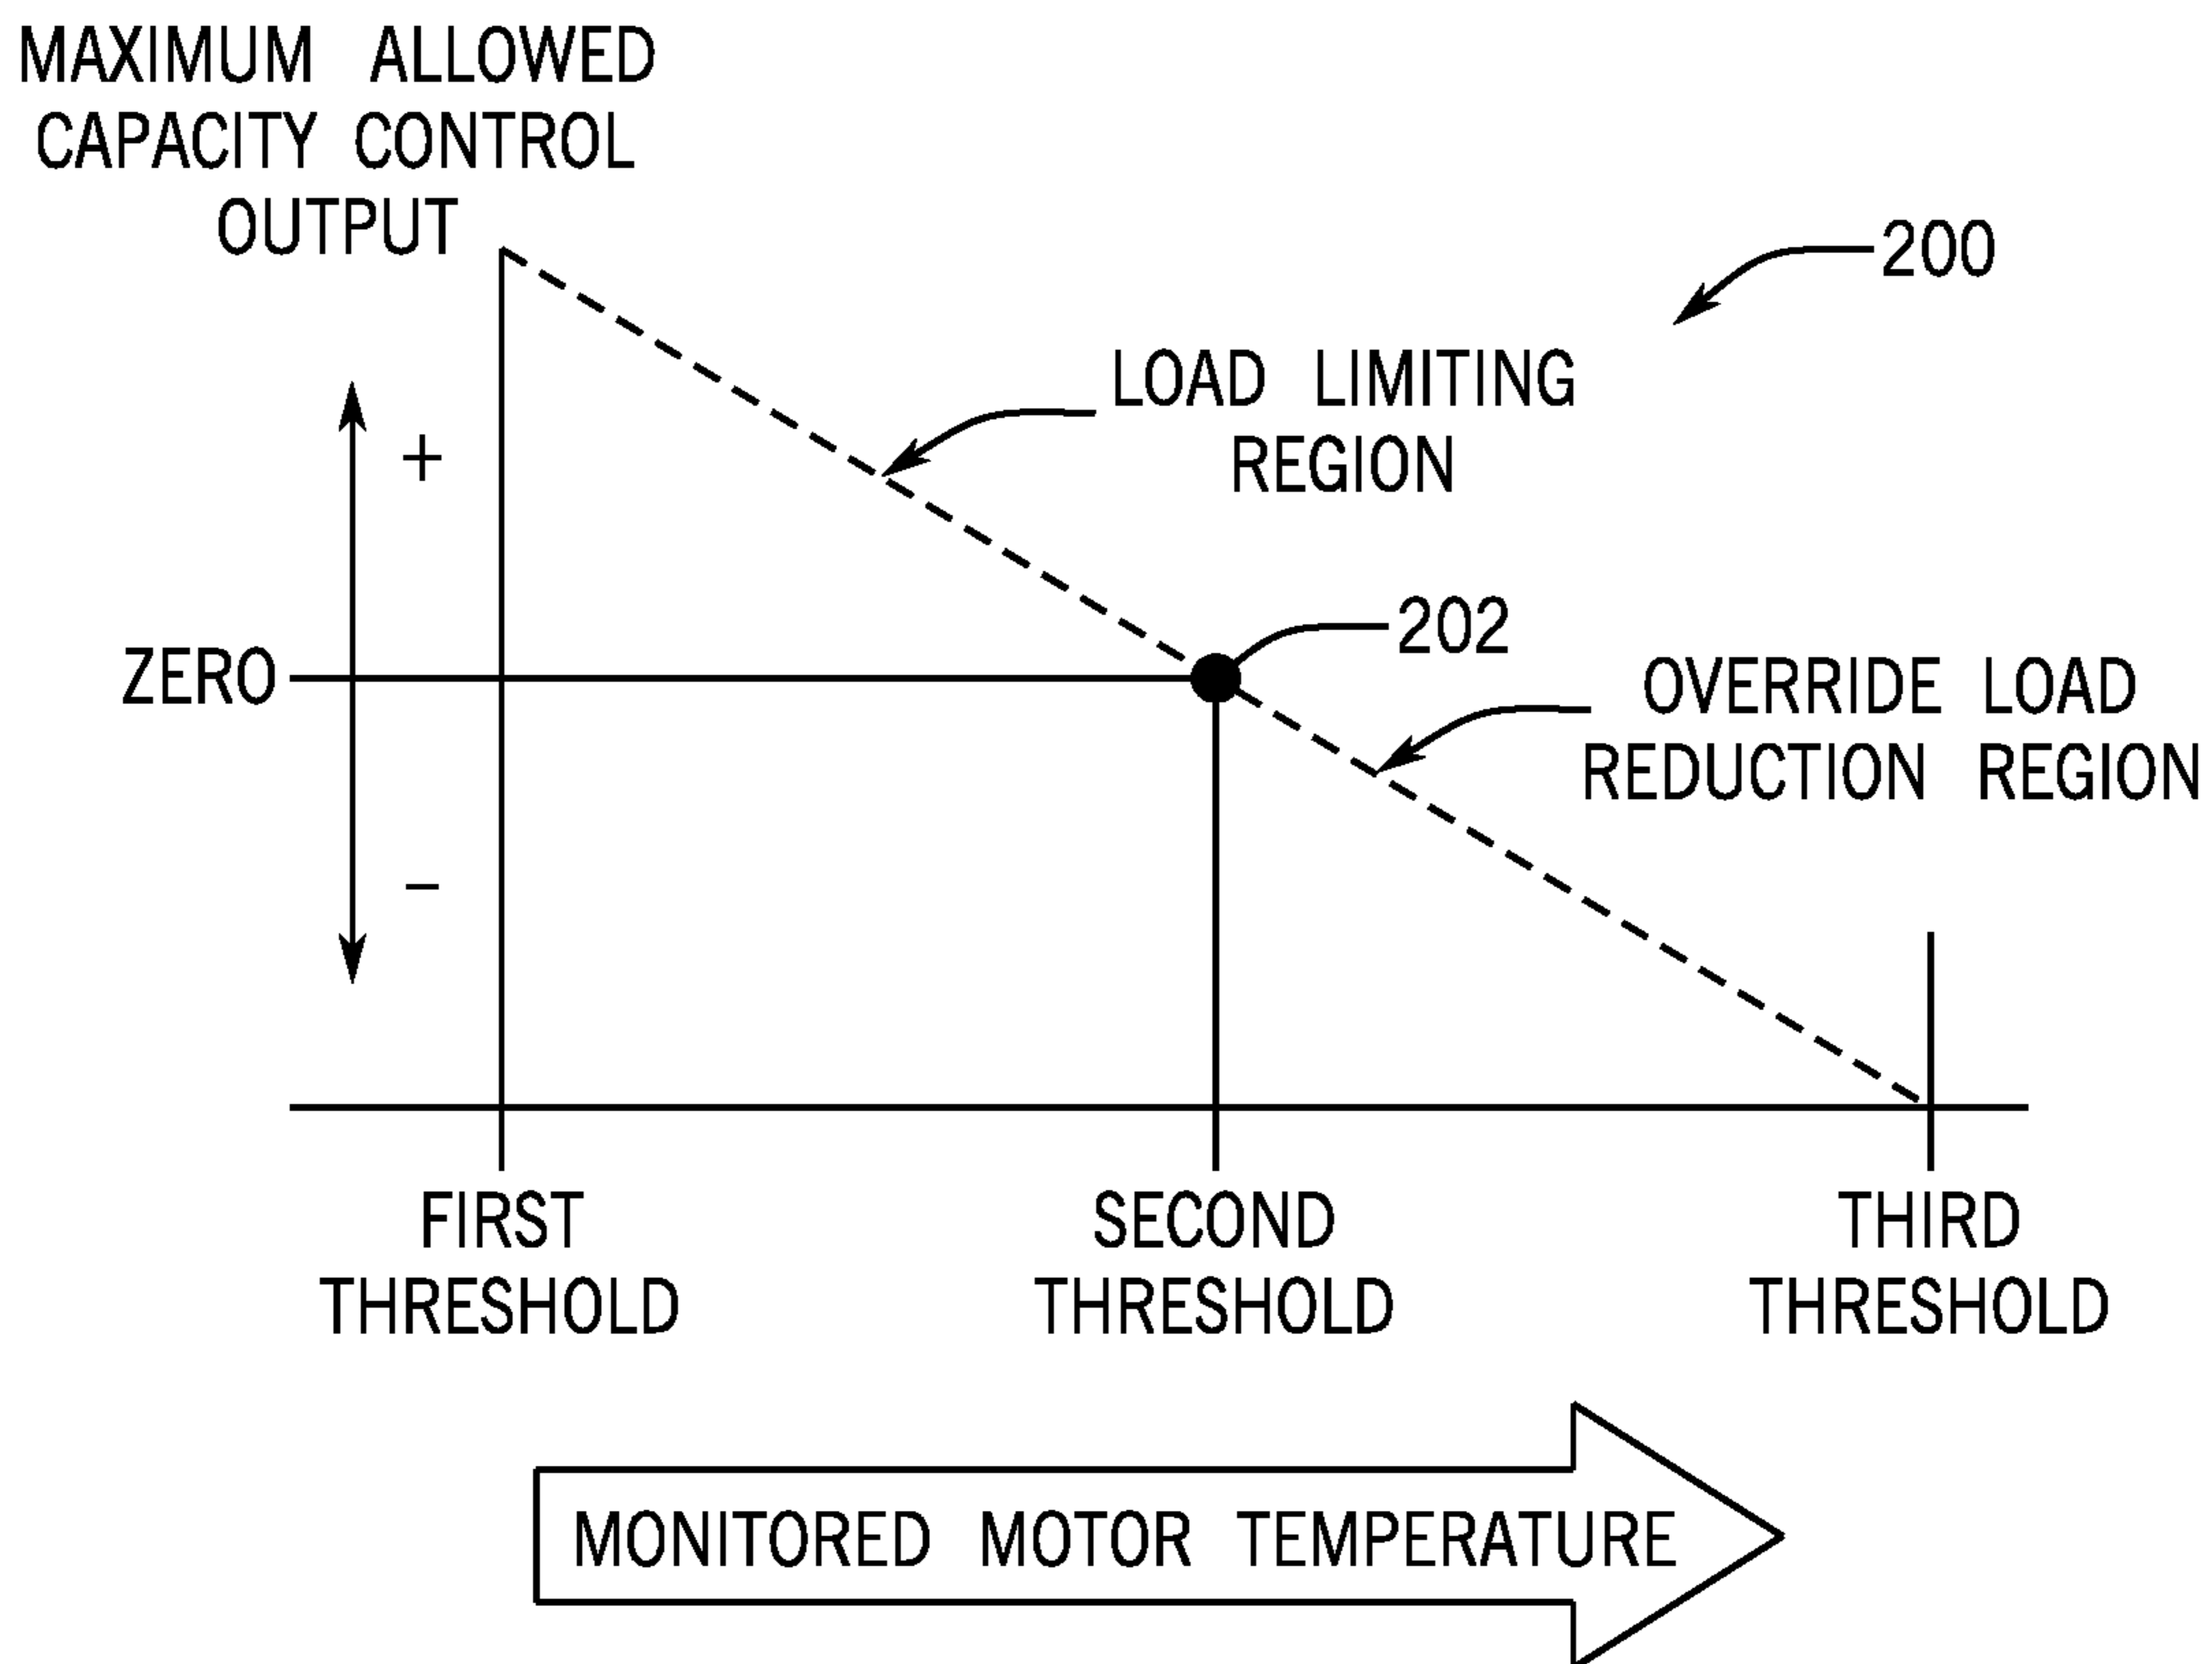 MAXIMUM ALLOWED
CAPACITY CONTROL
OUTPUT
200
LOAD LIMITING
REGION
+
202
ZERO
OVERRIDE LOAD
REDUCTION REGION
−
FIRST
THRESHOLD
SECOND
THRESHOLD
THIRD
THRESHOLD
MONITORED MOTOR TEMPERATURE